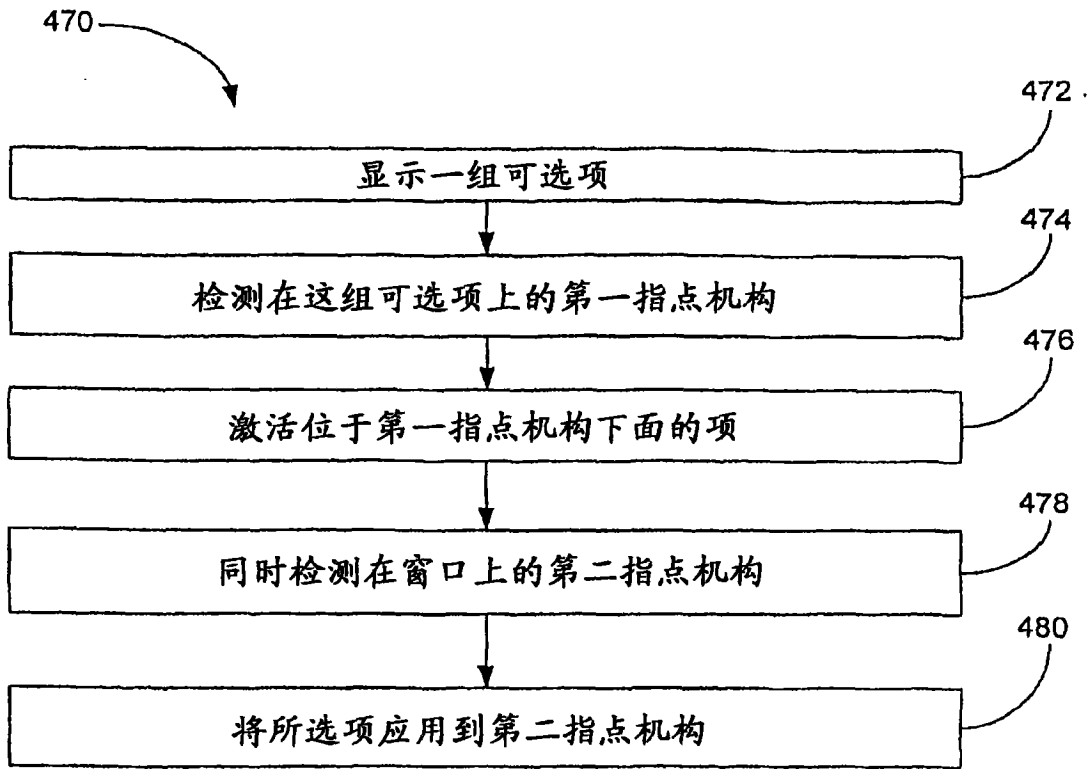 470
472
显示一组可选项
474
检测在这组可选项上的第一指点机构
476
激活位于第一指点机构下面的项
478
同时检测在窗口上的第二指点机构
480
将所选项应用到第二指点机构